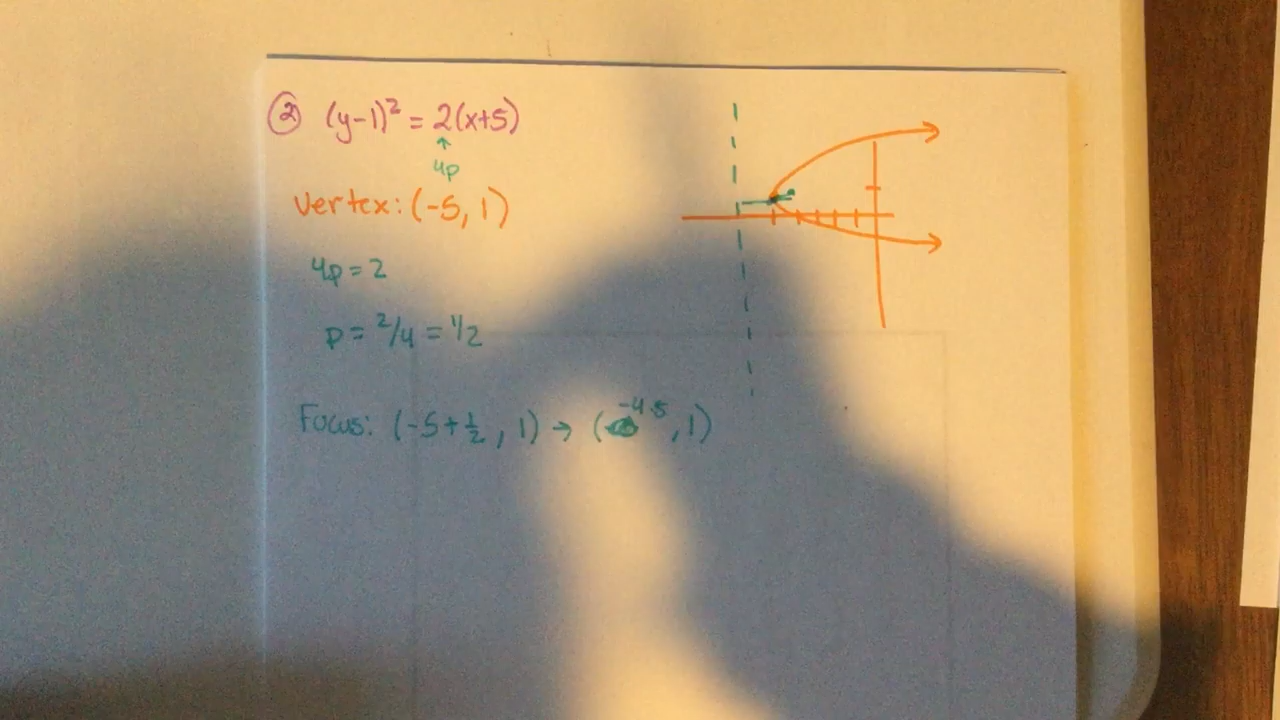 ② (y-1)² = 2(x+5)
↑
4p
vertex: (-5, 1)
4p = 2
p = 2/4 = 1/2
Focus: (-5+1/2, 1) → (-4.5, 1)